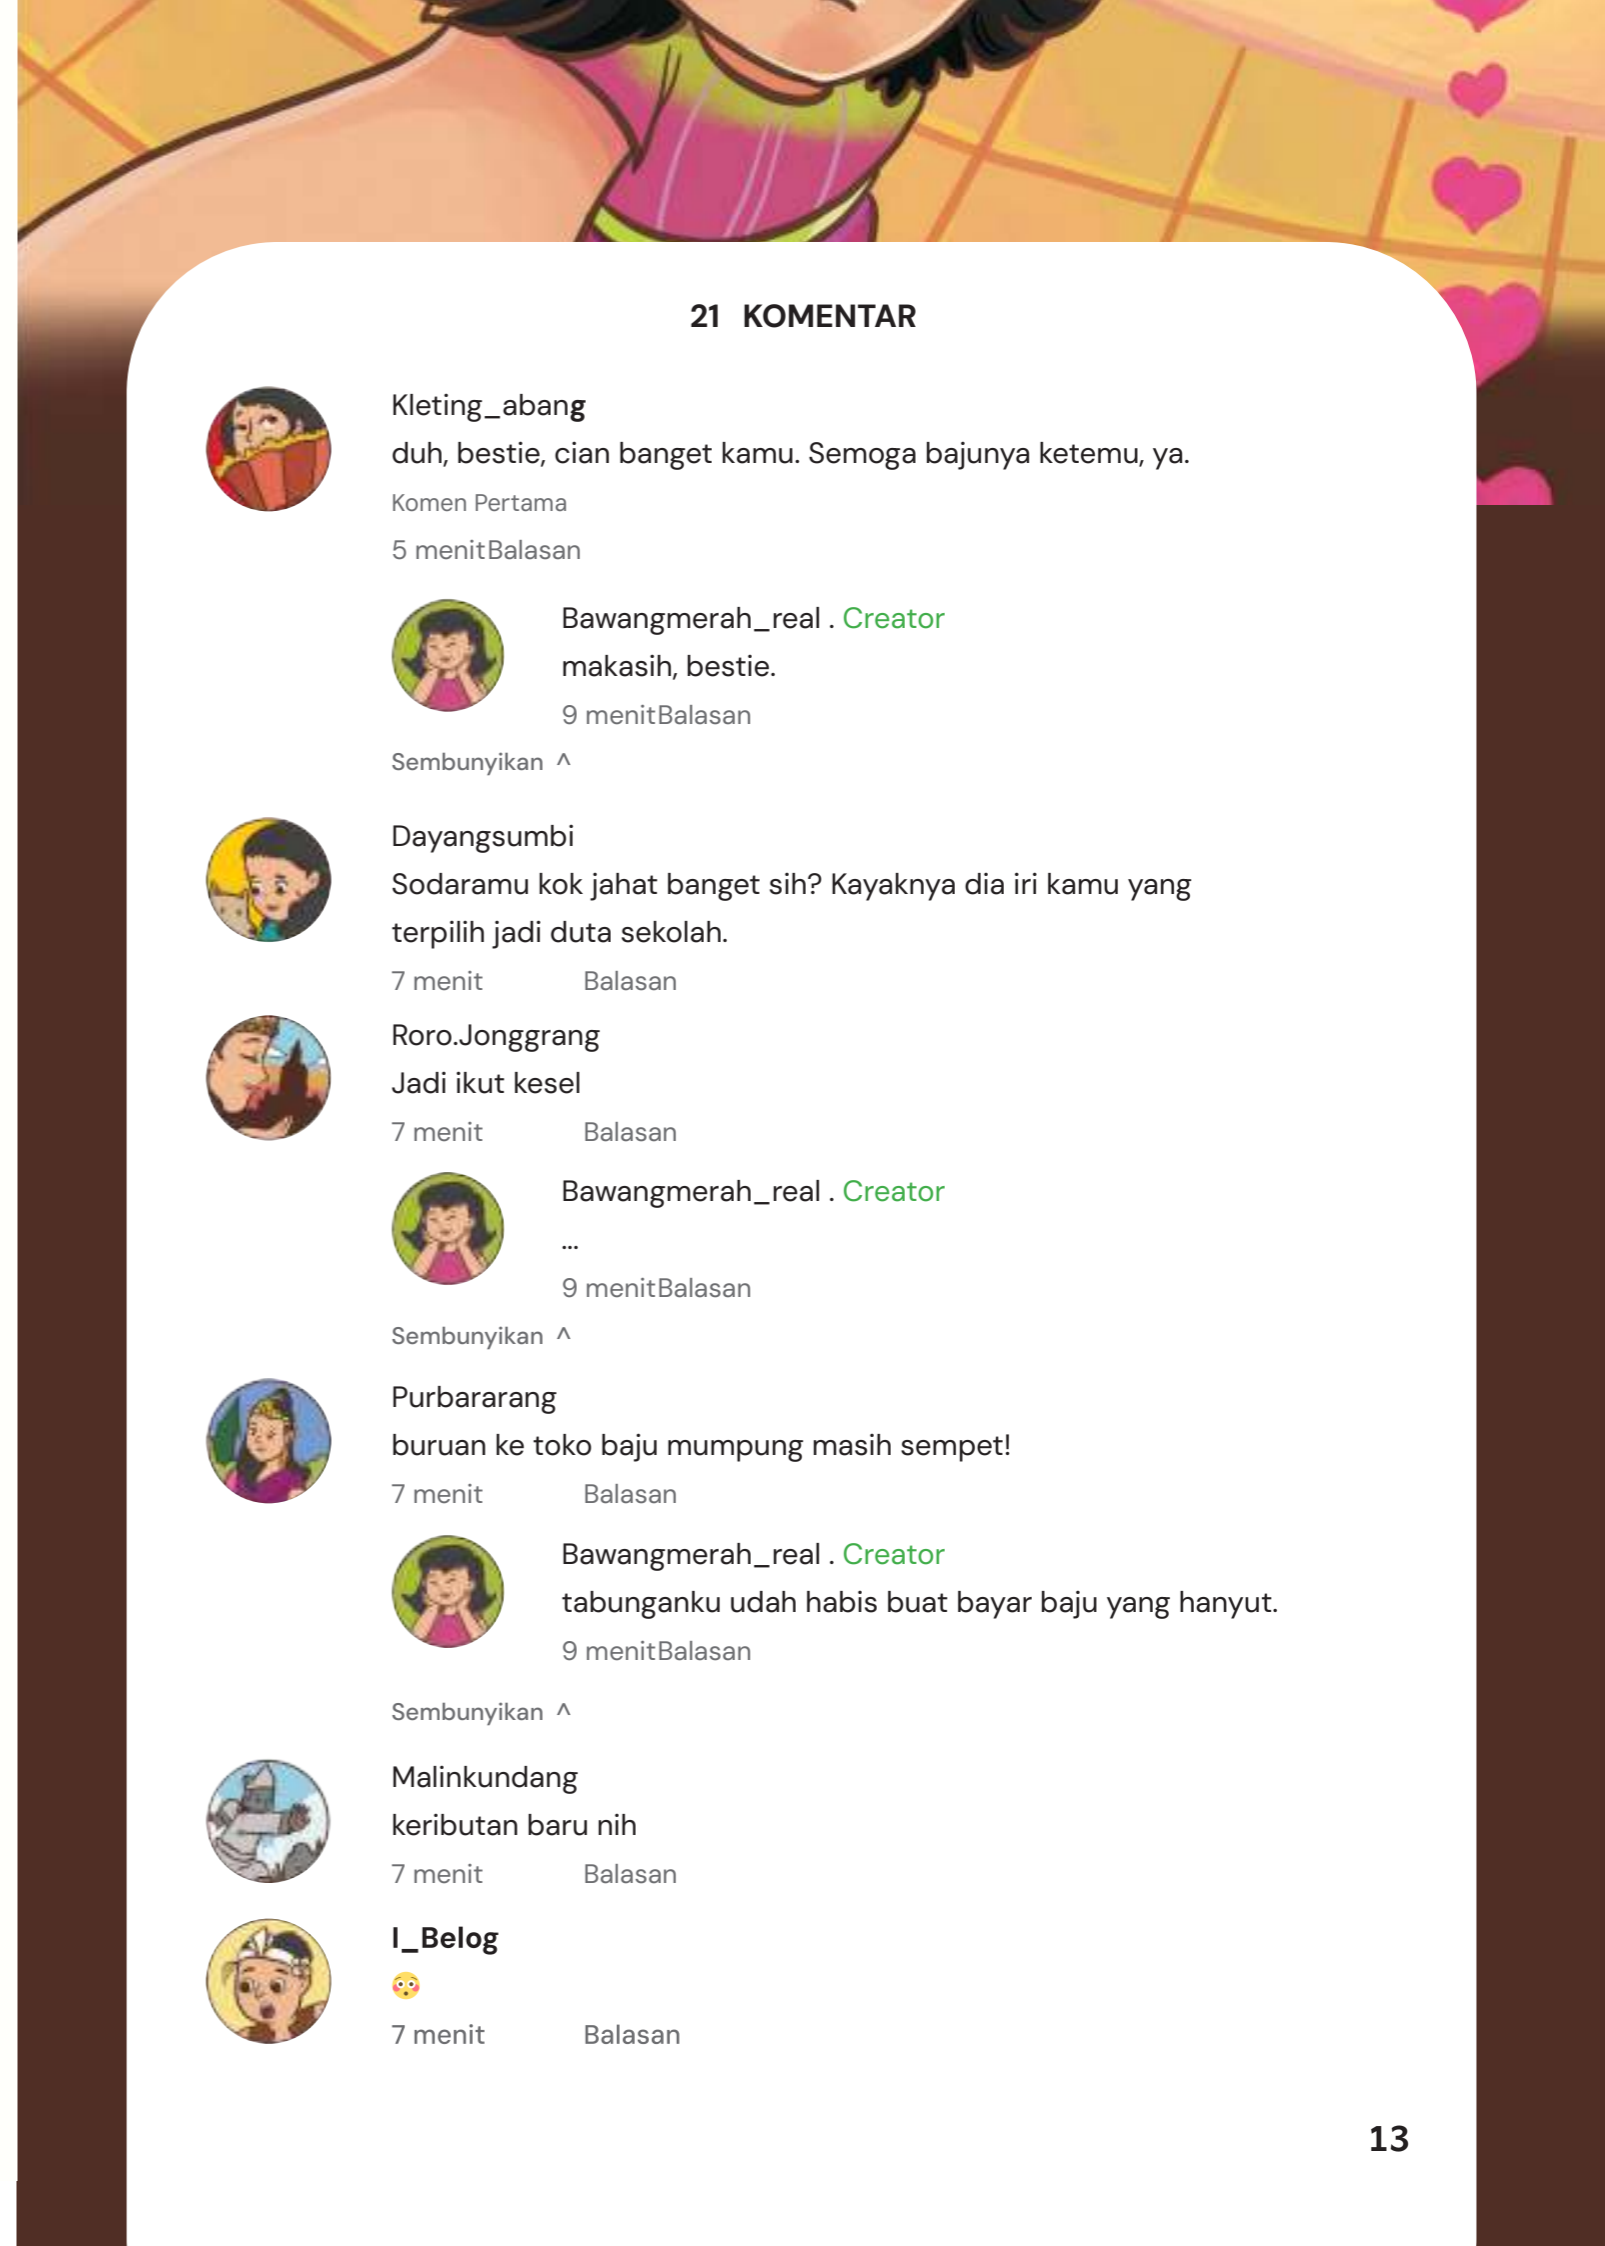 21 KOMENTAR
Kleting_abang
duh, bestie, cian banget kamu. Semoga bajunya ketemu, ya.
Komen Pertama
5 menitBalasan
Bawangmerah_real . Creator
makasih, bestie.
9 menitBalasan
Sembunyikan ^
Dayangsumbi
Sodaramu kok jahat banget sih? Kayaknya dia iri kamu yang
terpilih jadi duta sekolah.
7 menit Balasan
Roro.Jonggrang
Jadi ikut kesel
7 menit Balasan
Bawangmerah_real . Creator
...
9 menitBalasan
Sembunyikan ^
Purbararang
buruan ke toko baju mumpung masih sempet!
7 menit Balasan
Bawangmerah_real . Creator
tabunganku udah habis buat bayar baju yang hanyut.
9 menitBalasan
Sembunyikan ^
Malinkundang
keributan baru nih
7 menit Balasan
I_Belog
😳
7 menit Balasan
13